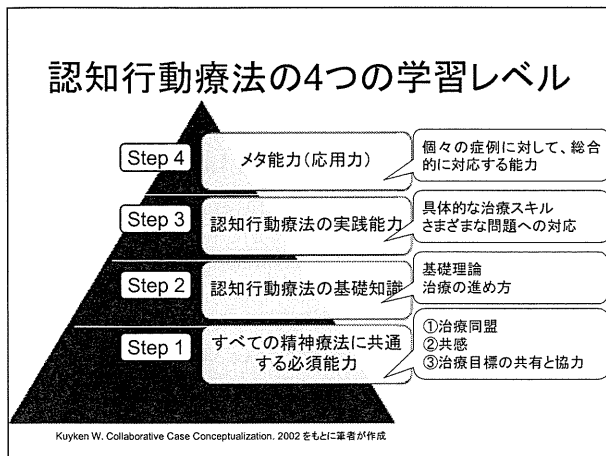 認知行動療法の4つの学習レベル
Step 4
メタ能力(応用力)
個々の症例に対して、総合
的に対応する能力
Step 3
認知行動療法の実践能力
具体的な治療スキル
さまざまな問題への対応
Step 2
認知行動療法の基礎知識
基礎理論
治療の進め方
Step 1
すべての精神療法に共通
する必須能力
①治療同盟
②共感
③治療目標の共有と協力
Kuyken W. Collaborative Case Conceptualization. 2002 をもとに筆者が作成